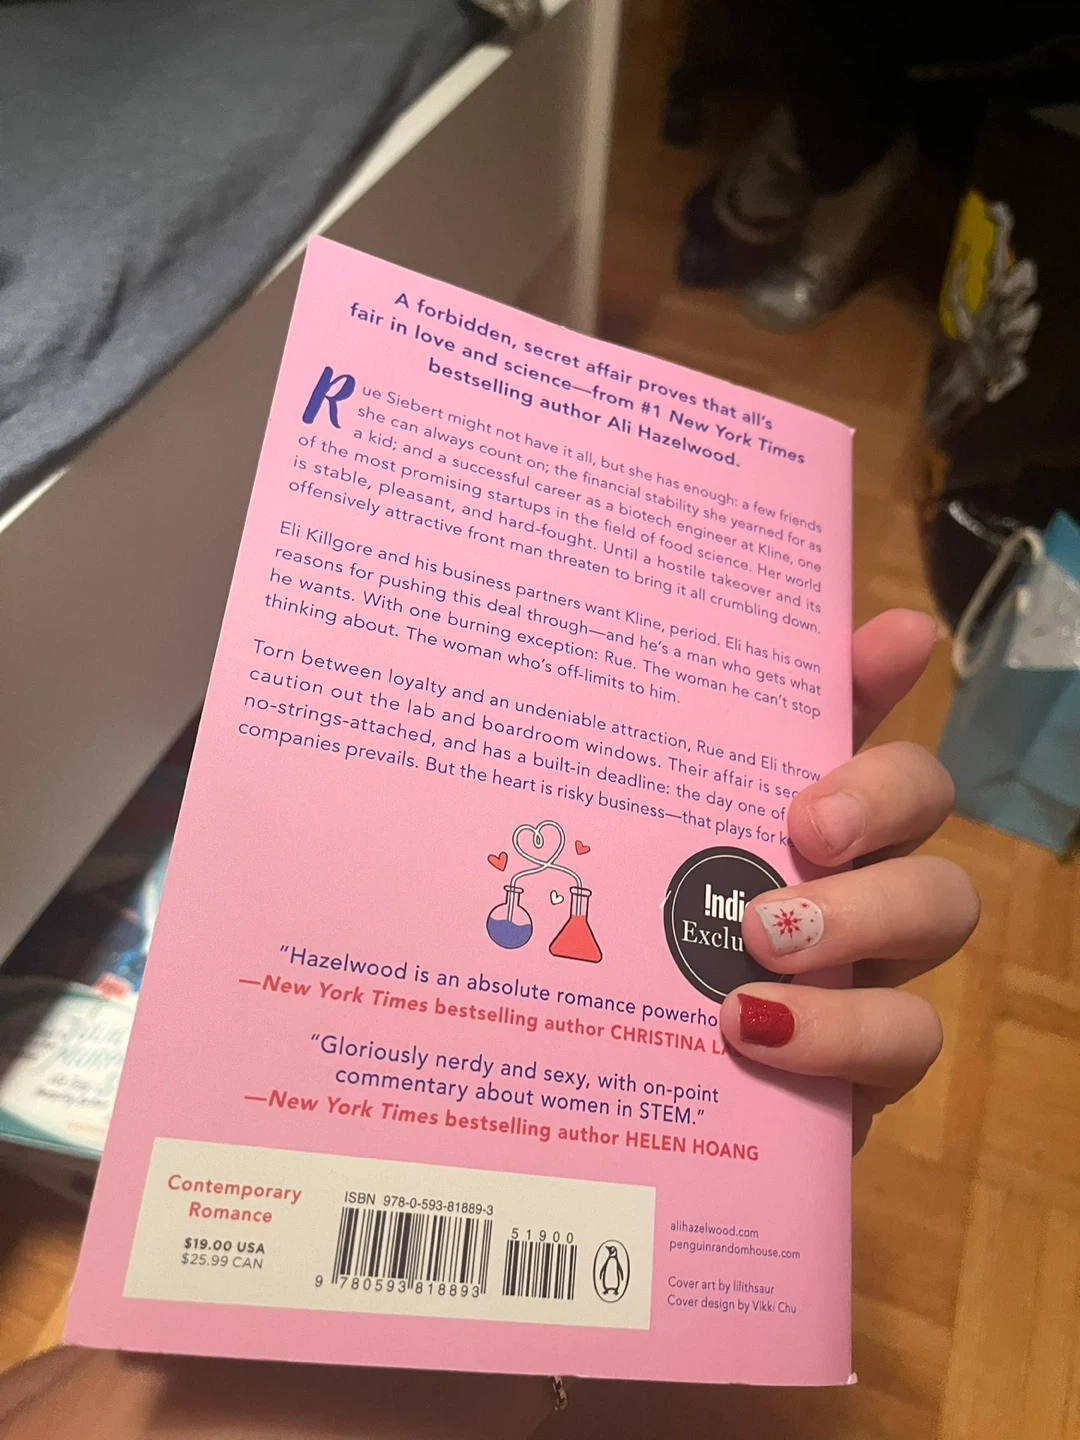 A forbidden, secret affair proves that all's
fair in love and science—from #1 New York Times
bestselling author Ali Hazelwood.
Rue Siebert might not have it all, but she has enough: a few friends
she can always count on; the financial stability she yearned for as
a kid; and a successful career as a biotech engineer at Kline, one
of the most promising startups in the field of food science. Her world
is stable, pleasant, and hard-fought. Until a hostile takeover and its
offensively attractive front man threaten to bring it all crumbling down.
Eli Killgore and his business partners want Kline, period. Eli has his own
reasons for pushing this deal through—and he's a man who gets what
he wants. With one burning exception: Rue. The woman he can't stop
thinking about. The woman who's off-limits to him.
Torn between loyalty and an undeniable attraction, Rue and Eli throw
caution out the lab and boardroom windows. Their affair is sec
no-strings-attached, and has a built-in deadline: the day one of
companies prevails. But the heart is risky business—that plays for k
Indi
Exclu
"Hazelwood is an absolute romance powerho
—New York Times bestselling author CHRISTINA L
"Gloriously nerdy and sexy, with on-point
commentary about women in STEM."
—New York Times bestselling author HELEN HOANG
Contemporary
Romance
$19.00 USA
$25.99 CAN
ISBN 978-0-593-81889-3
51900
9 780593 818893
alihazelwood.com
penguinrandomhouse.com
Cover art by lilithsaur
Cover design by Vikki Chu